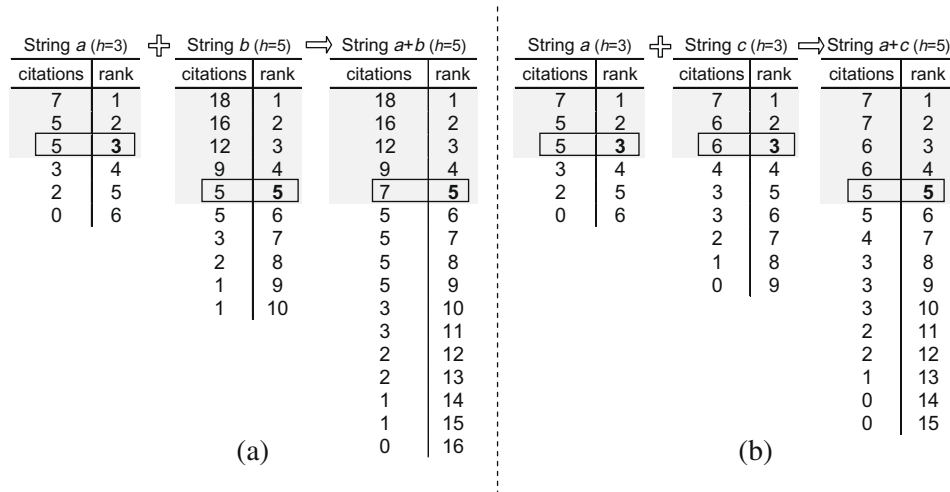 String a (h=3) String b (h=5) String a+b (h=5)
citations rank citations rank citations rank
7 1 18 1 18 1
5 2 16 2 16 2
5 3 12 3 12 3
3 4 9 4 9 4
2 5 5 5 7 5
0 6 5 6 5 6
3 7 5 7
2 8 5 8
1 9 5 9
1 10 3 10
3 11
2 12
2 13
1 14
1 15
0 16
(a)
String a (h=3) String c (h=3) String a+c (h=5)
citations rank citations rank citations rank
7 1 7 1 7 1
5 2 6 2 7 2
5 3 6 3 6 3
3 4 4 4 6 4
2 5 3 5 5 5
0 6 3 6 5 6
2 7 4 7
1 8 3 8
0 9 3 9
3 10
2 11
2 12
1 13
0 14
0 15
(b)